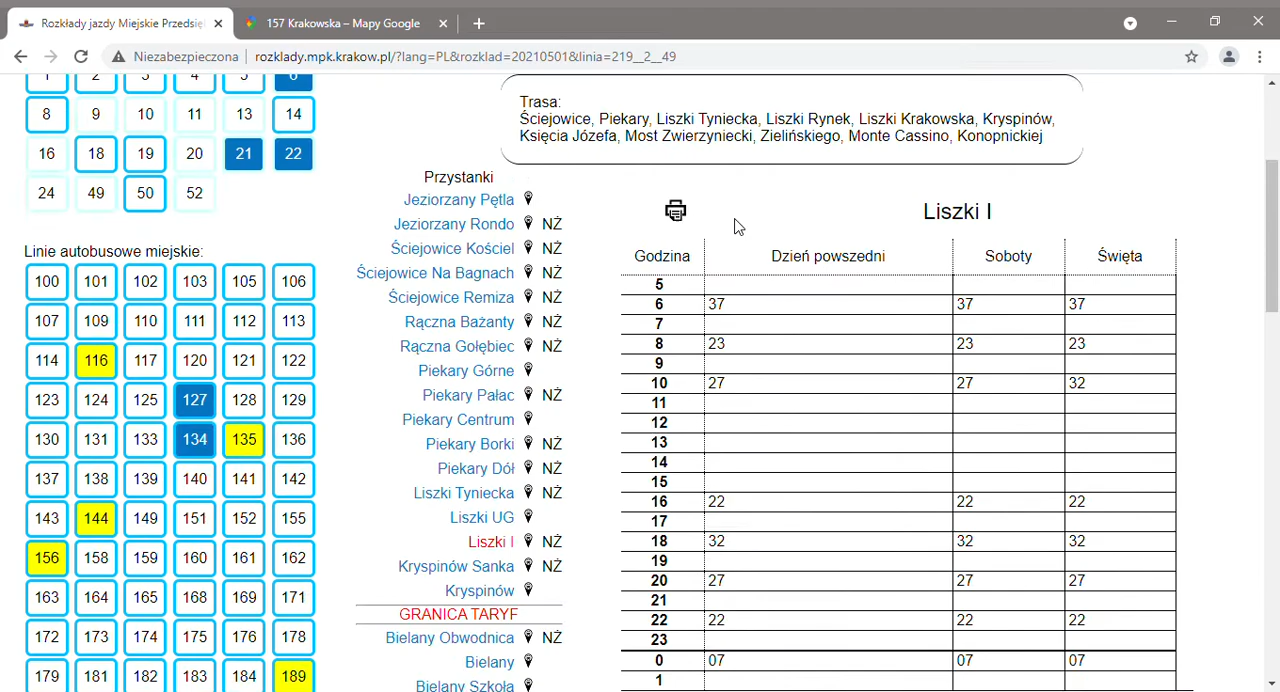 Rozkłady jazdy Miejskie Przedsię
157 Krakowska – Mapy Google
Niezabezpieczona
rozklady.mpk.krakow.pl/?lang=PL&rozklad=20210501&linia=219__2__49
1 2 3 4 5 6
8 9 10 11 13 14
16 18 19 20 21 22
24 49 50 52
Linie autobusowe miejskie:
100 101 102 103 105 106
107 109 110 111 112 113
114 116 117 120 121 122
123 124 125 127 128 129
130 131 133 134 135 136
137 138 139 140 141 142
143 144 149 151 152 155
156 158 159 160 161 162
163 164 165 168 169 171
172 173 174 175 176 178
179 181 182 183 184 189
Trasa:
Ściejowice, Piekary, Liszki Tyniecka, Liszki Rynek, Liszki Krakowska, Kryspinów,
Księcia Józefa, Most Zwierzyniecki, Zielińskiego, Monte Cassino, Konopnickiej
Przystanki
Jeziorzany Pętla
Jeziorzany Rondo NŻ
Ściejowice Kościel NŻ
Ściejowice Na Bagnach NŻ
Ściejowice Remiza NŻ
Rączna Bażanty NŻ
Rączna Gołębiec NŻ
Piekary Górne
Piekary Pałac NŻ
Piekary Centrum
Piekary Borki NŻ
Piekary Dół NŻ
Liszki Tyniecka NŻ
Liszki UG
Liszki I NŻ
Kryspinów Sanka NŻ
Kryspinów
GRANICA TARYF
Bielany Obwodnica NŻ
Bielany
Bielany Szkoła
Liszki I
Godzina Dzień powszedni Soboty Święta
5
6 37 37 37
7
8 23 23 23
9
10 27 27 32
11
12
13
14
15
16 22 22 22
17
18 32 32 32
19
20 27 27 27
21
22 22 22 22
23
0 07 07 07
1